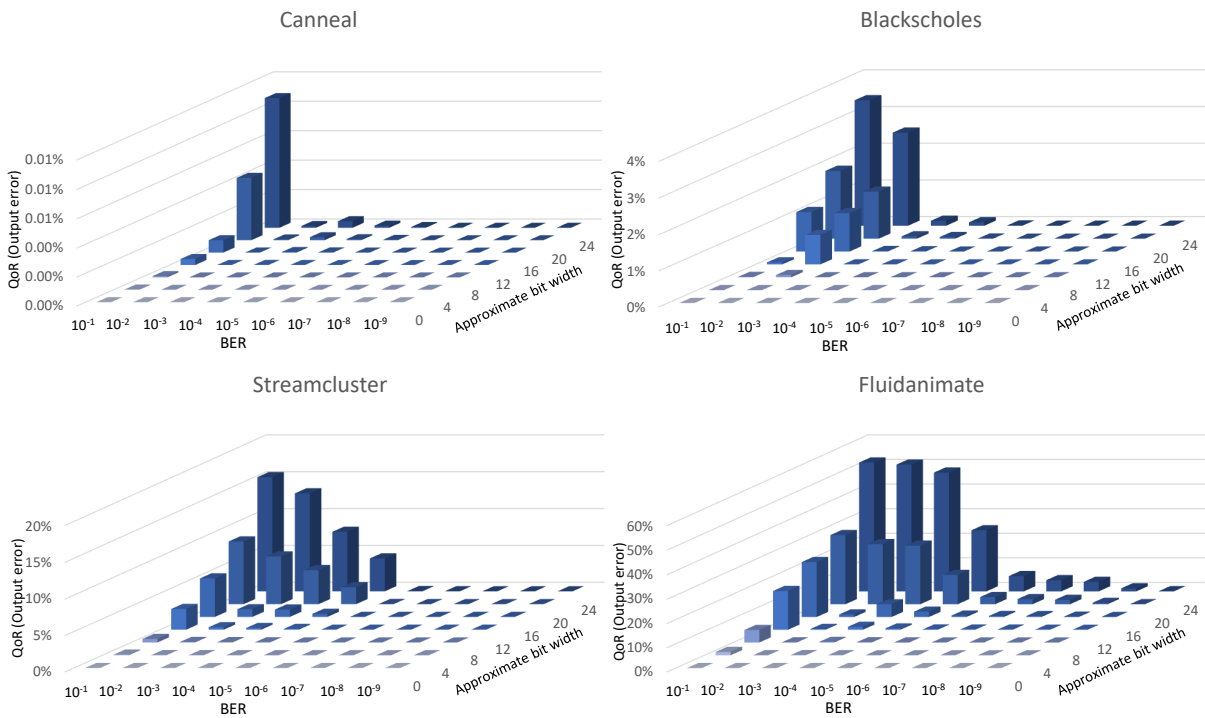 Canneal
QoR (Output error)
0.01%
0.01%
0.01%
0.00%
0.00%
0.00%
10-1 10-2 10-3 10-4 10-5 10-6 10-7 10-8 10-9
BER
0 4 8 12 16 20 24
Approximate bit width
Blackscholes
QoR (Output error)
4%
3%
2%
1%
0%
10-1 10-2 10-3 10-4 10-5 10-6 10-7 10-8 10-9
BER
0 4 8 12 16 20 24
Approximate bit width
Streamcluster
QoR (Output error)
20%
15%
10%
5%
0%
10-1 10-2 10-3 10-4 10-5 10-6 10-7 10-8 10-9
BER
0 4 8 12 16 20 24
Approximate bit width
Fluidanimate
QoR (Output error)
60%
50%
40%
30%
20%
10%
0%
10-1 10-2 10-3 10-4 10-5 10-6 10-7 10-8 10-9
BER
0 4 8 12 16 20 24
Approximate bit width